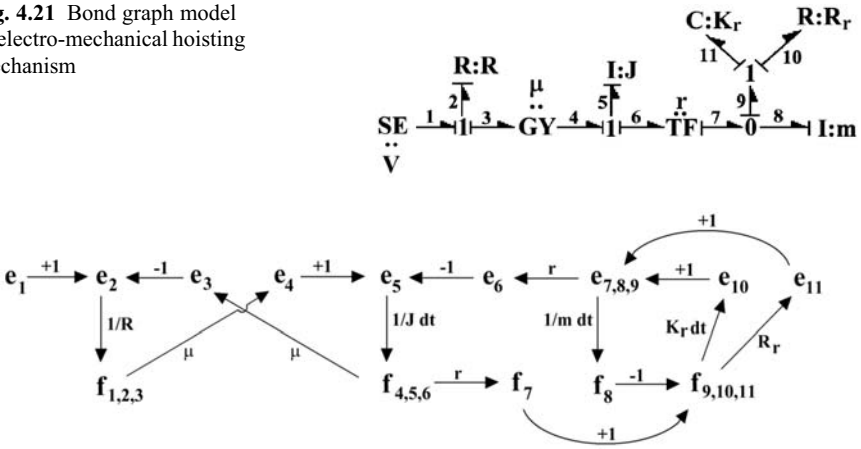 g. 4.21 Bond graph model
electro-mechanical hoisting
chanism
C:Kr R:Rr
11 10
R:R I:J 1
μ r
2 5 9
SE 1 1 3 GY 4 1 6 TF 7 0 8 I:m
V
+1
e1 +1 e2 -1 e3 e4 +1 e5 -1 e6 r e7,8,9 +1 e10 e11
1/R 1/J dt 1/m dt Kr dt Rr
μ μ
f1,2,3 f4,5,6 r f7 f8 -1 f9,10,11
+1